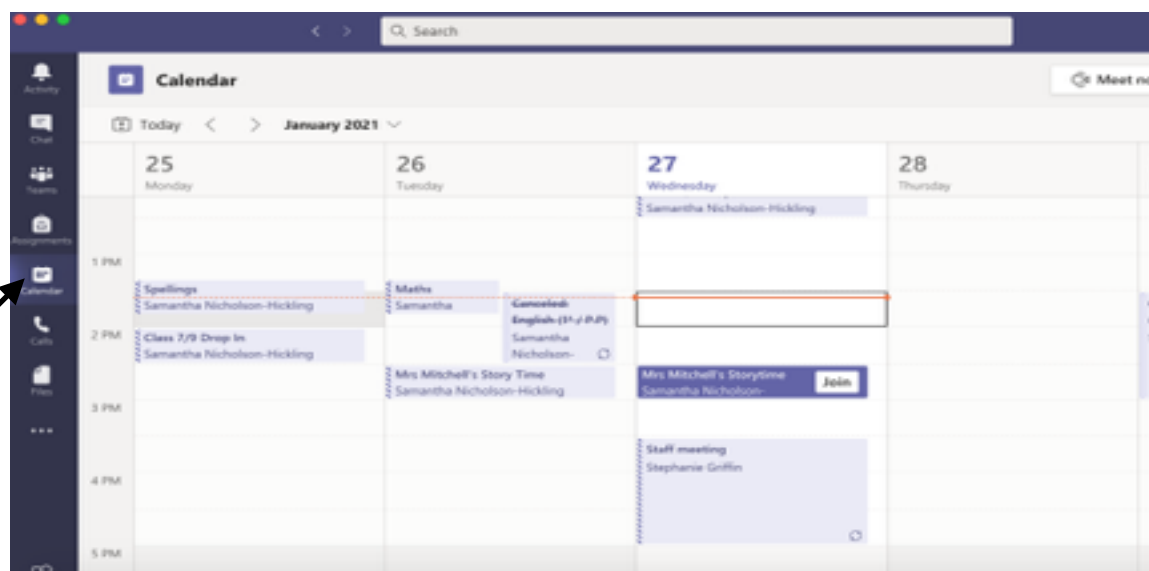 Search
Activity
Calendar
Meet no
Chat
Today
January 2021
Teams
25
26
27
28
Monday
Tuesday
Wednesday
Thursday
Assignments
Samantha Nicholson-Hickling
1 PM
Calendar
Spellings
Samantha Nicholson-Hickling
Maths
Samantha
Canceled:
English
Samantha
Nicholson-
Calls
2 PM
Class 7/9 Drop In
Samantha Nicholson-Hickling
Mrs Mitchell's Story Time
Samantha Nicholson-Hickling
Mrs Mitchell's Storytime
Samantha Nicholson-
Join
Files
3 PM
Staff meeting
Stephanie Griffin
4 PM
5 PM